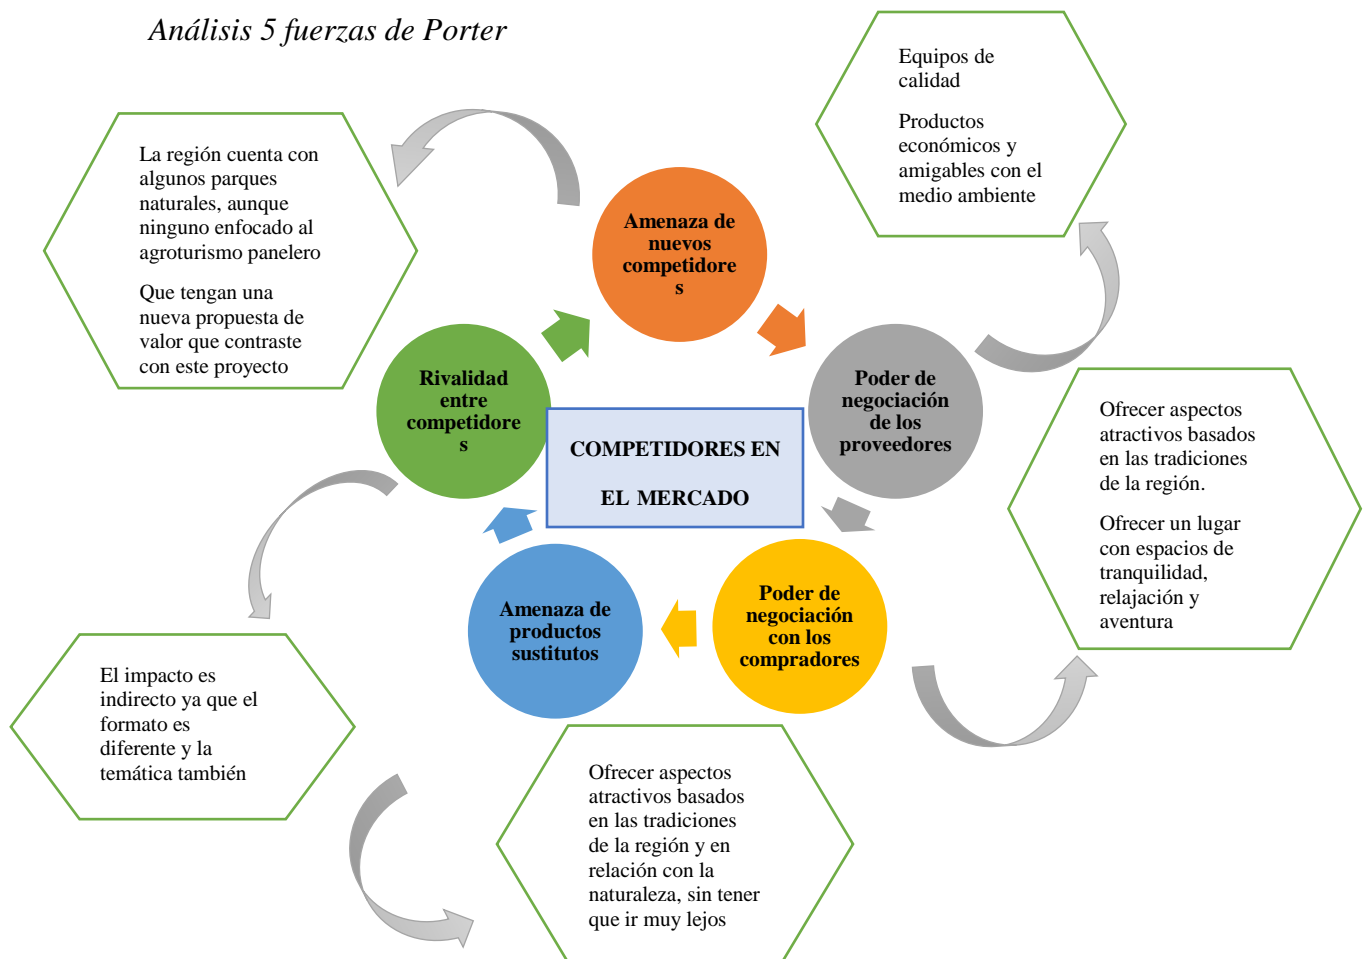 Análisis 5 fuerzas de Porter
Equipos de
calidad
Productos
económicos y
amigables con el
medio ambiente
La región cuenta con
algunos parques
naturales, aunque
ninguno enfocado al
agroturismo panelero
Que tengan una
nueva propuesta de
valor que contraste
con este proyecto
Amenaza de
nuevos
competidore
s
Rivalidad
entre
competidore
s
Poder de
negociación
de los
proveedores
COMPETIDORES EN
EL MERCADO
Ofrecer aspectos
atractivos basados
en las tradiciones
de la región.
Ofrecer un lugar
con espacios de
tranquilidad,
relajación y
aventura
Amenaza de
productos
sustitutos
Poder de
negociación
con los
compradores
El impacto es
indirecto ya que el
formato es
diferente y la
temática también
Ofrecer aspectos
atractivos basados
en las tradiciones
de la región y en
relación con la
naturaleza, sin tener
que ir muy lejos